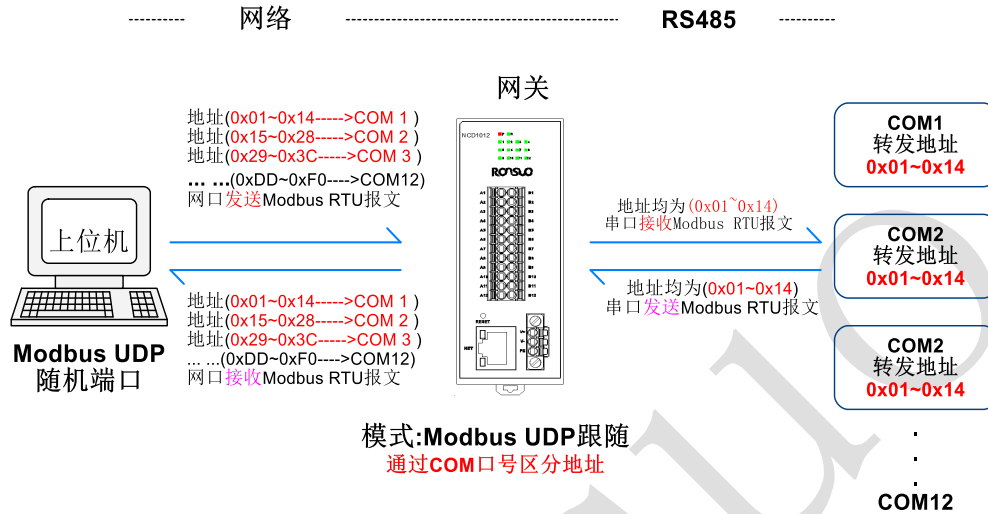 网络
RS485
网关
地址(0x01~0x14----->COM 1 )
地址(0x15~0x28----->COM 2 )
地址(0x29~0x3C----->COM 3 )
... ...(0xDD~0xF0---->COM12)
网口发送Modbus RTU报文
上位机
地址(0x01~0x14----->COM 1 )
地址(0x15~0x28----->COM 2 )
地址(0x29~0x3C----->COM 3 )
... ...(0xDD~0xF0---->COM12)
网口接收Modbus RTU报文
Modbus UDP
随机端口
NCD1012
RESET
NET
V+
V-
PE
地址均为(0x01~0x14)
串口接收Modbus RTU报文
地址均为(0x01~0x14)
串口发送Modbus RTU报文
COM1
转发地址
0x01~0x14
COM2
转发地址
0x01~0x14
COM2
转发地址
0x01~0x14
COM12
模式:Modbus UDP跟随
通过COM口号区分地址